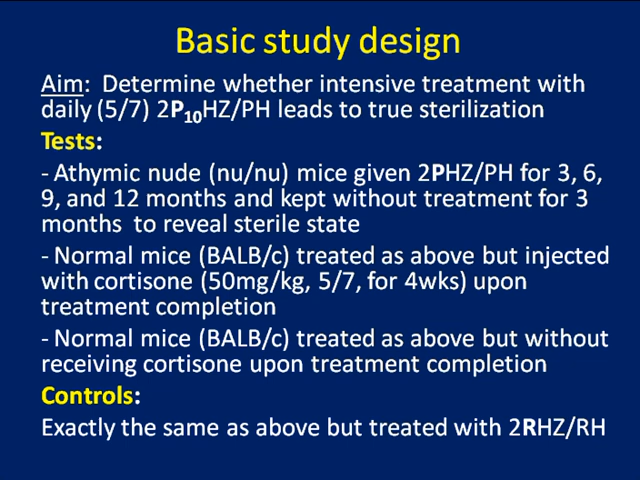 Basic study design
Aim: Determine whether intensive treatment with
daily (5/7) 2P10HZ/PH leads to true sterilization
Tests:
- Athymic nude (nu/nu) mice given 2PHZ/PH for 3, 6,
9, and 12 months and kept without treatment for 3
months to reveal sterile state
- Normal mice (BALB/c) treated as above but injected
with cortisone (50mg/kg, 5/7, for 4wks) upon
treatment completion
- Normal mice (BALB/c) treated as above but without
receiving cortisone upon treatment completion
Controls:
Exactly the same as above but treated with 2RHZ/RH